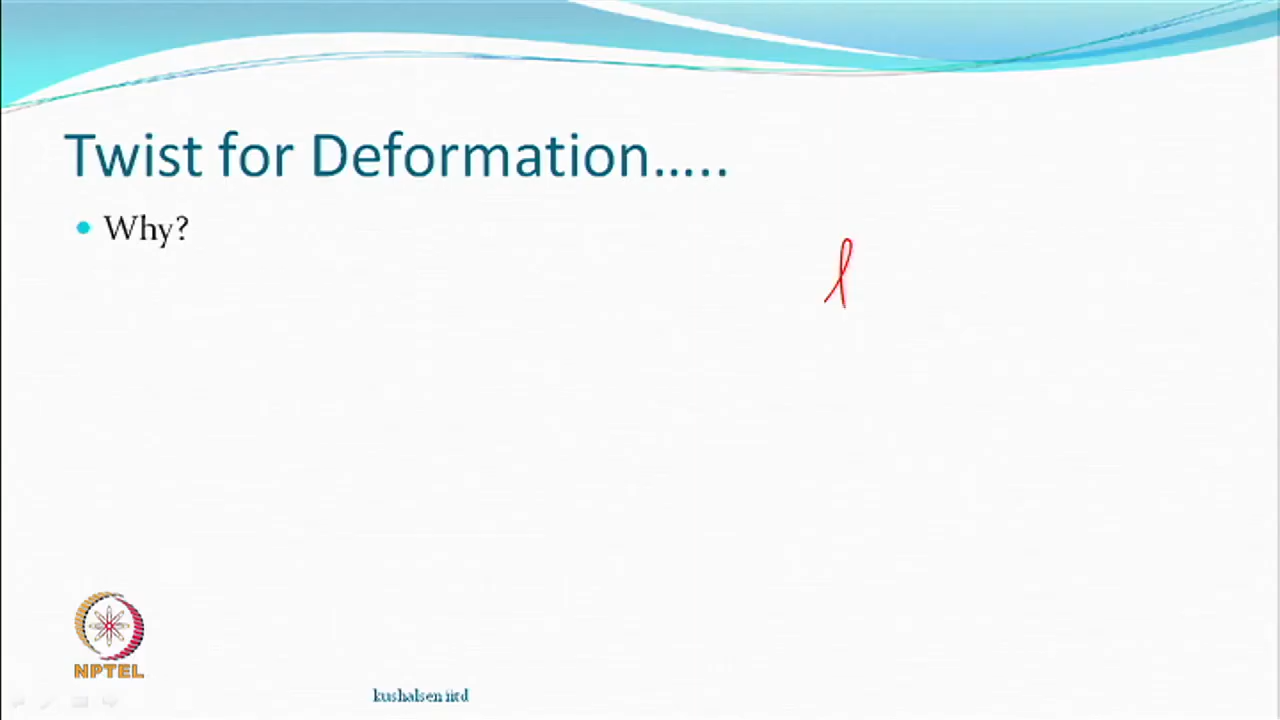 Twist for Deformation.....
Why?
l
NPTEL
kushalsen iitd